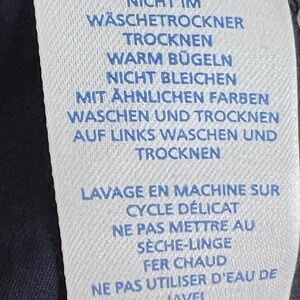 NICHT IM
WÄSCHETROCKNER
TROCKNEN
WARM BÜGELN
NICHT BLEICHEN
MIT ÄHNLICHEN FARBEN
WASCHEN UND TROCKNEN
AUF LINKS WASCHEN UND
TROCKNEN
LAVAGE EN MACHINE SUR
CYCLE DÉLICAT
NE PAS METTRE AU
SÈCHE-LINGE
FER CHAUD
NE PAS UTILISER D'EAU DE
JAVEL